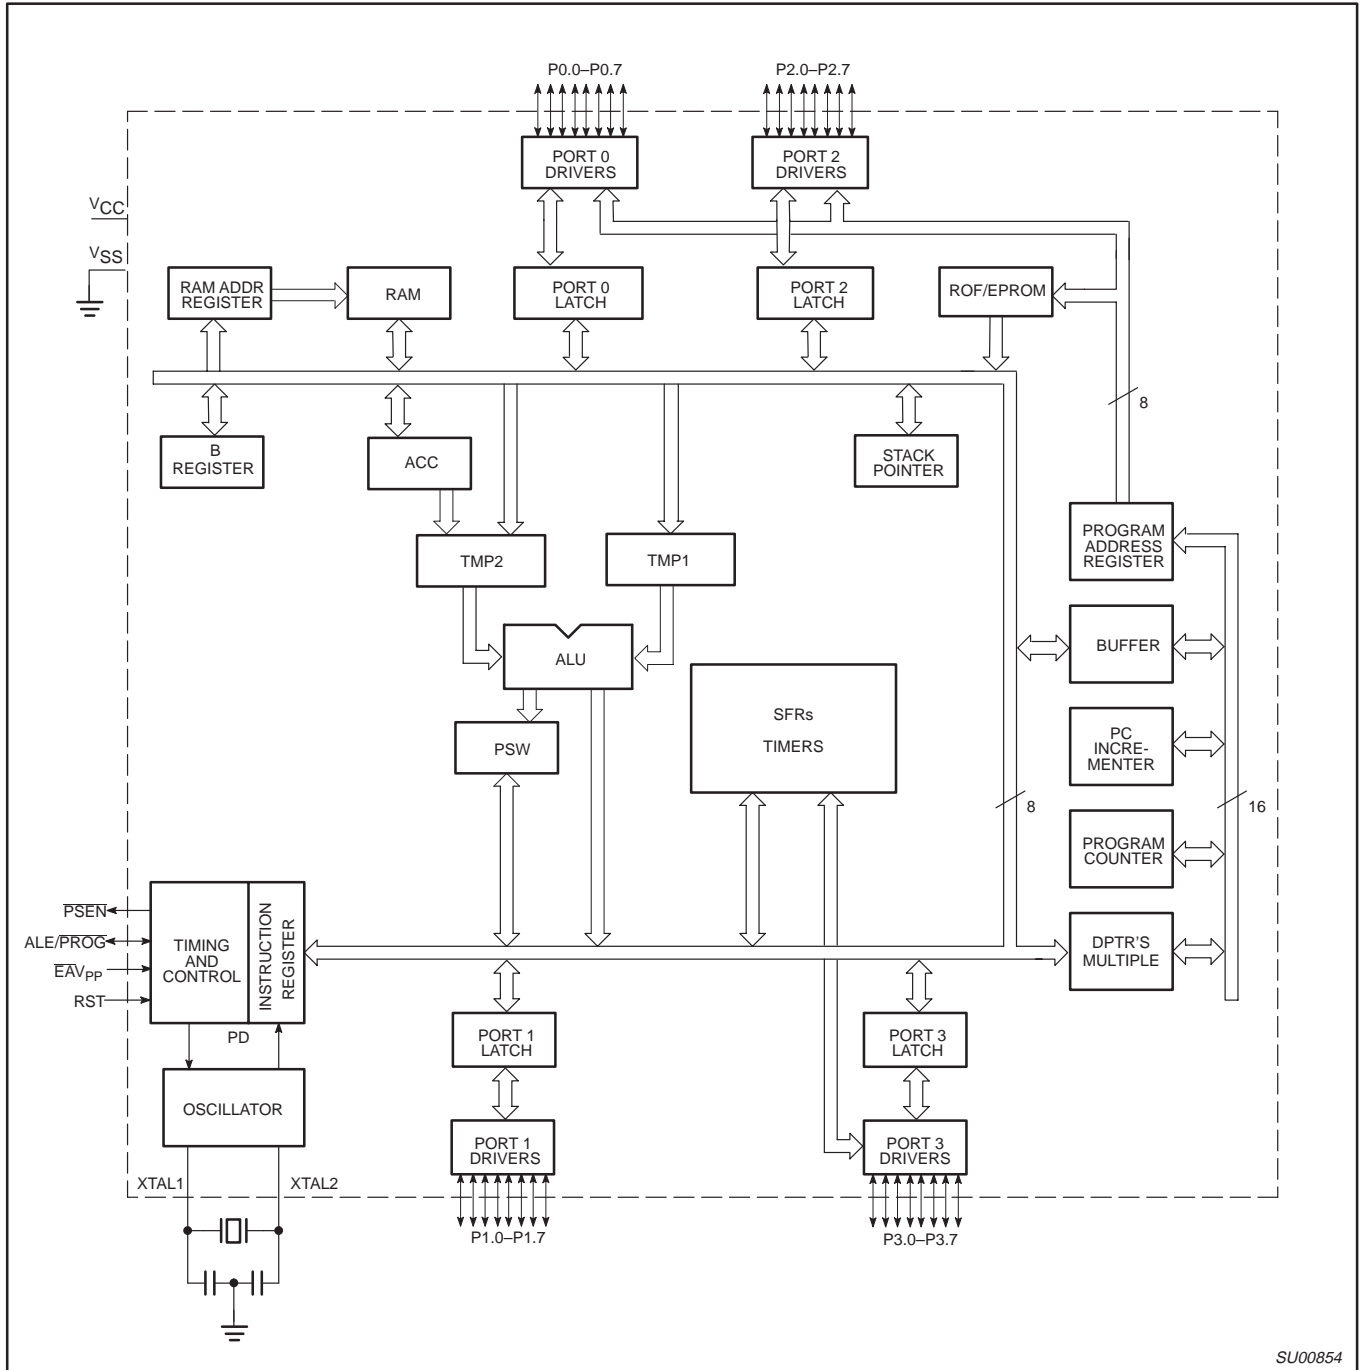 P0.0–P0.7
P2.0–P2.7
PORT 0
DRIVERS
PORT 2
DRIVERS
VCC
VSS
RAM ADDR
REGISTER
RAM
PORT 0
LATCH
PORT 2
LATCH
ROF/EPROM
8
B
REGISTER
ACC
STACK
POINTER
PROGRAM
ADDRESS
REGISTER
TMP2
TMP1
BUFFER
ALU
SFRs
TIMERS
PSW
PC
INCRE-
MENTER
8
16
PROGRAM
COUNTER
PSEN
ALE/PROG
EAVPP
RST
TIMING
AND
CONTROL
INSTRUCTION
REGISTER
DPTR'S
MULTIPLE
PD
PORT 1
LATCH
PORT 3
LATCH
OSCILLATOR
PORT 1
DRIVERS
PORT 3
DRIVERS
XTAL1
XTAL2
P1.0–P1.7
P3.0–P3.7
SU00854